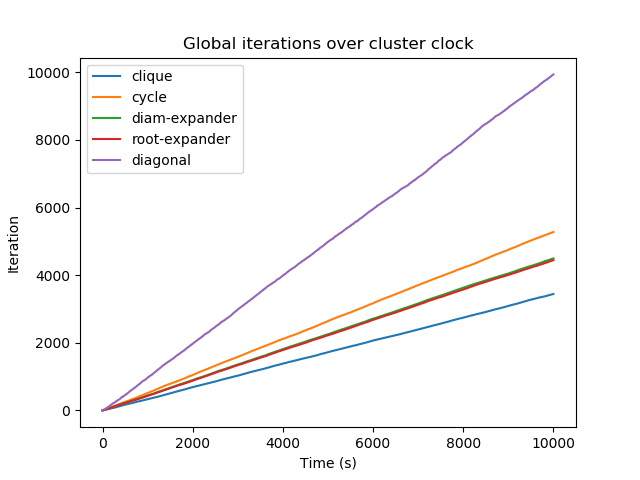 Global iterations over cluster clock
10000
8000
6000
4000
2000
0
Iteration
clique
cycle
diam-expander
root-expander
diagonal
0 2000 4000 6000 8000 10000
Time (s)